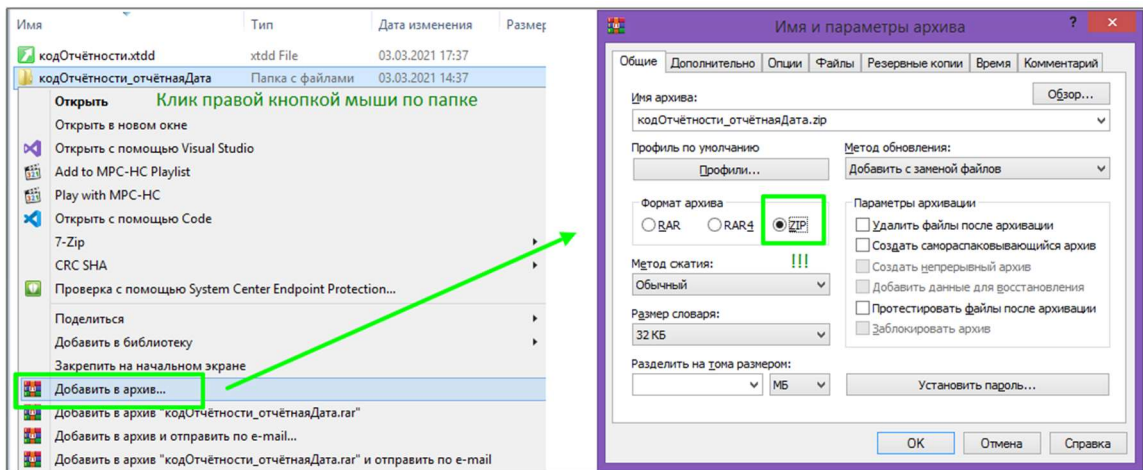 Имя Тип Дата изменения Размер
кодОтчётности.xtdd xtdd File 03.03.2021 17:37
кодОтчётности_отчётнаяДата Папка с файлами 03.03.2021 14:37
Открыть Клик правой кнопкой мыши по папке
Открыть в новом окне
Открыть с помощью Visual Studio
Add to MPC-HC Playlist
Play with MPC-HC
Открыть с помощью Code
7-Zip
CRC SHA
Проверка с помощью System Center Endpoint Protection...
Поделиться
Добавить в библиотеку
Закрепить на начальном экране
Добавить в архив...
Добавить в архив "кодОтчётности_отчётнаяДата.rar"
Добавить в архив и отправить по e-mail...
Добавить в архив "кодОтчётности_отчётнаяДата.rar" и отправить по e-mail
Имя и параметры архива ? ×
Общие Дополнительно Опции Файлы Резервные копии Время Комментарий
Имя архива: Обзор...
кодОтчётности_отчётнаяДата.zip
Профиль по умолчанию Метод обновления:
Профили... Добавить с заменой файлов
Формат архива Параметры архивации
RAR RAR4 ZIP Удалить файлы после архивации
Создать самораспаковывающийся архив
Метод сжатия: !!! Создать непрерывный архив
Обычный Добавить данные для восстановления
Протестировать файлы после архивации
Размер словаря: Заблокировать архив
32 КБ
Разделить на тома размером:
МБ Установить пароль...
OK Отмена Справка